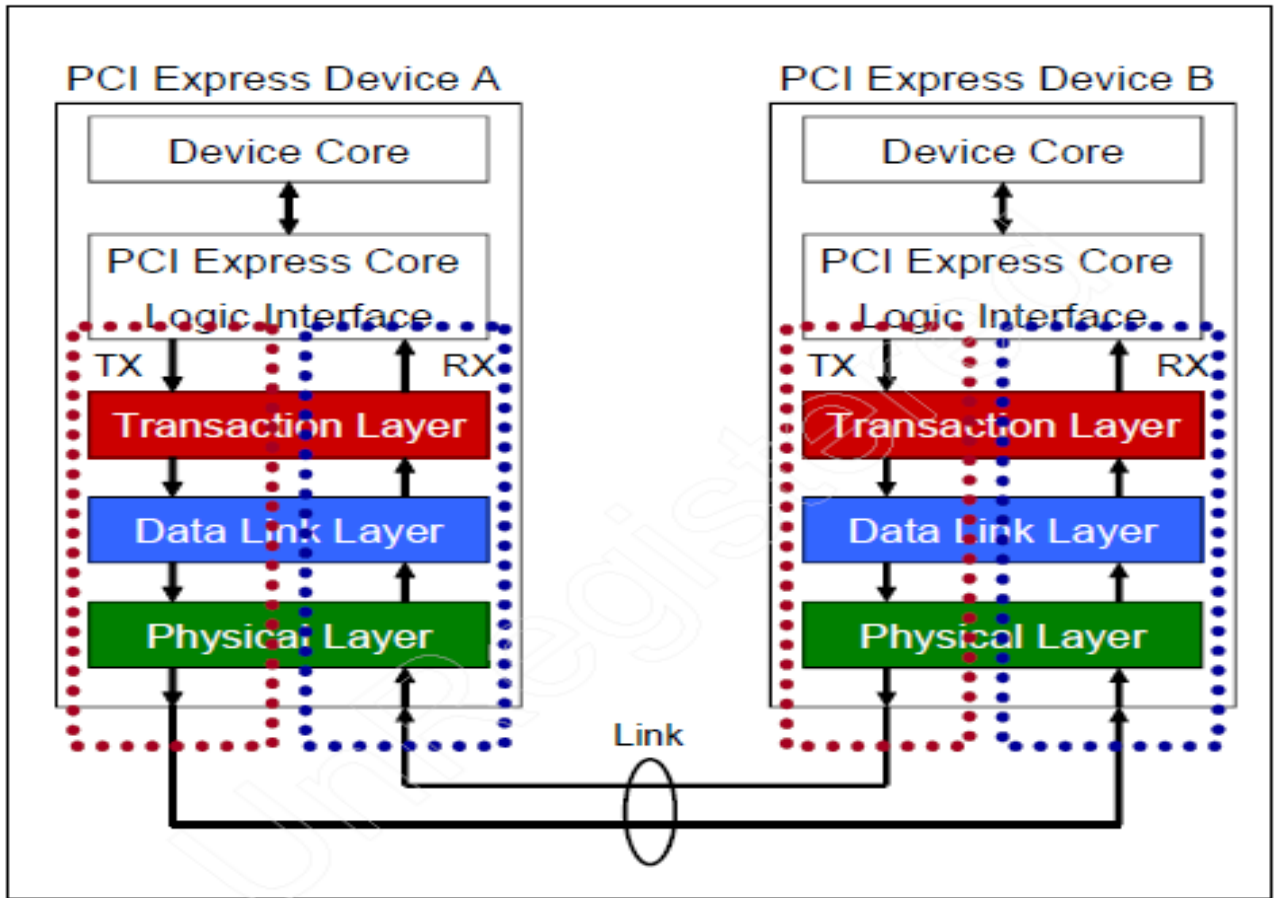 PCI Express Device A
Device Core
PCI Express Core
Logic Interface
TX
RX
Transaction Layer
Data Link Layer
Physical Layer
PCI Express Device B
Device Core
PCI Express Core
Logic Interface
TX
RX
Transaction Layer
Data Link Layer
Physical Layer
Link
UnRegistered